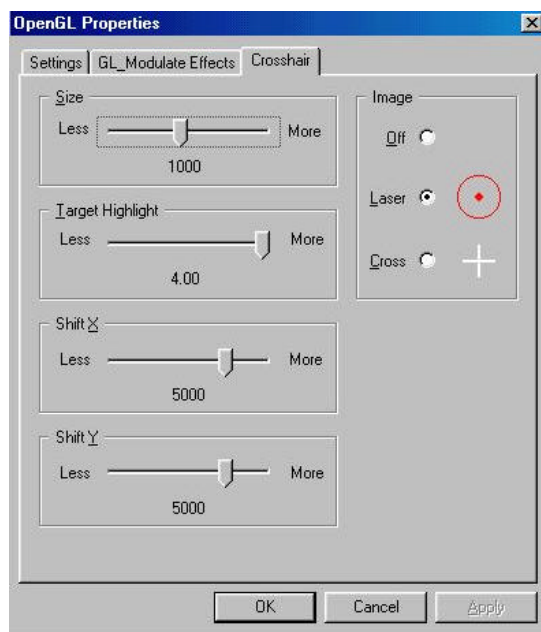 OpenGL Properties
Settings GL_Modulate Effects Crosshair
Size
Less More
1000
Target Highlight
Less More
4.00
Shift X
Less More
5000
Shift Y
Less More
5000
Image
Off
Laser
Cross
OK Cancel Apply